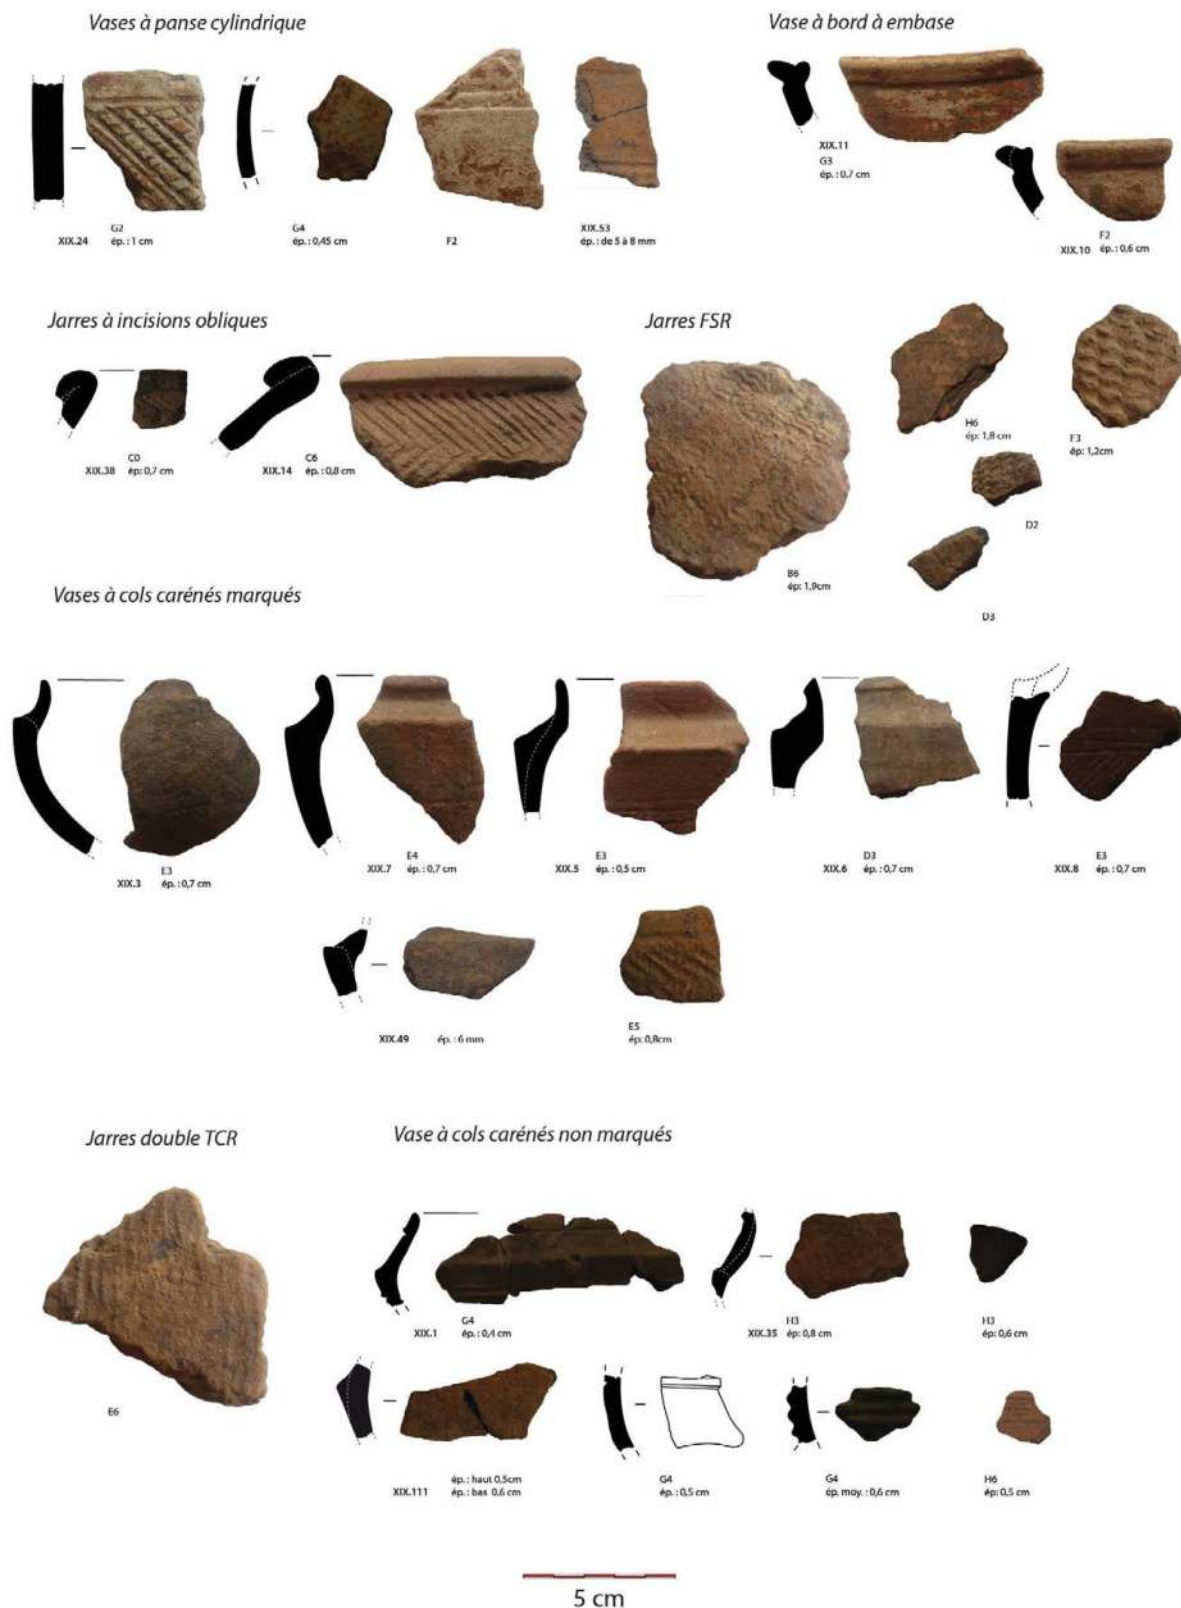 Vases à panse cylindrique
Vase à bord à embase
G2
XIX.24 ép. : 1 cm
G4
ép. : 0,45 cm
F2
XIX.53
ép. : de 5 à 8 mm
XIX.11
G3
ép. : 0,7 cm
F2
XIX.10 ép. : 0,6 cm
Jarres à incisions obliques
Jarres FSR
C0
XIX.38 ép: 0,7 cm
C6
XIX.14 ép. : 0,8 cm
H6
ép: 1,8 cm
F3
ép: 1,2cm
D2
B6
ép: 1,9cm
D3
Vases à cols carénés marqués
E3
XIX.3 ép. : 0,7 cm
E4
XIX.7 ép. : 0,7 cm
E3
XIX.5 ép. : 0,5 cm
D3
XIX.6 ép. : 0,7 cm
E3
XIX.8 ép. : 0,7 cm
XIX.49 ép. : 6 mm
E5
ép: 0,8cm
Jarres double TCR
Vase à cols carénés non marqués
E6
G4
XIX.1 ép. : 0,4 cm
H3
XIX.35 ép: 0,8 cm
H3
ép: 0,6 cm
ép. : haut 0,5cm
XIX.111 ép. : bas 0,6 cm
G4
ép. : 0,5 cm
G4
ép. moy. : 0,6 cm
H6
ép: 0,5 cm
5 cm